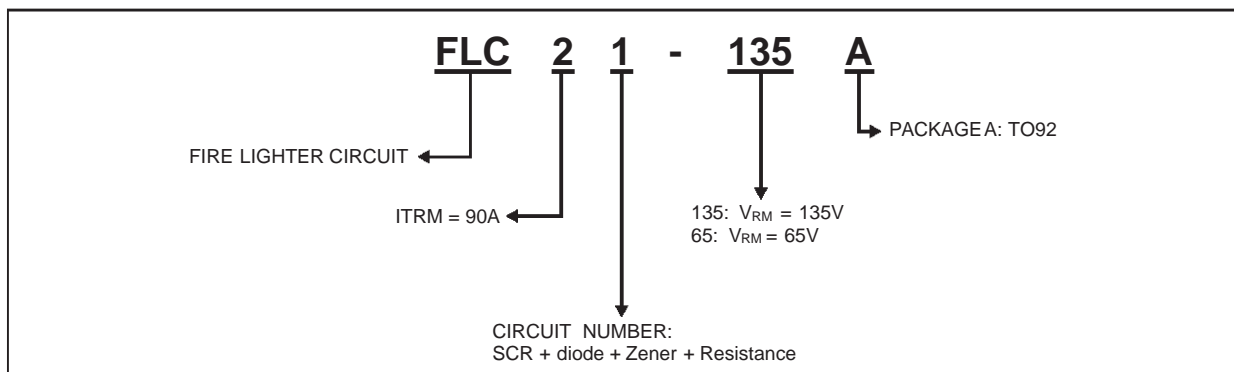 FLC 2 1 - 135 A
PACKAGE A: TO92
FIRE LIGHTER CIRCUIT
ITRM = 90A
135: VRM = 135V
65: VRM = 65V
CIRCUIT NUMBER:
SCR + diode + Zener + Resistance